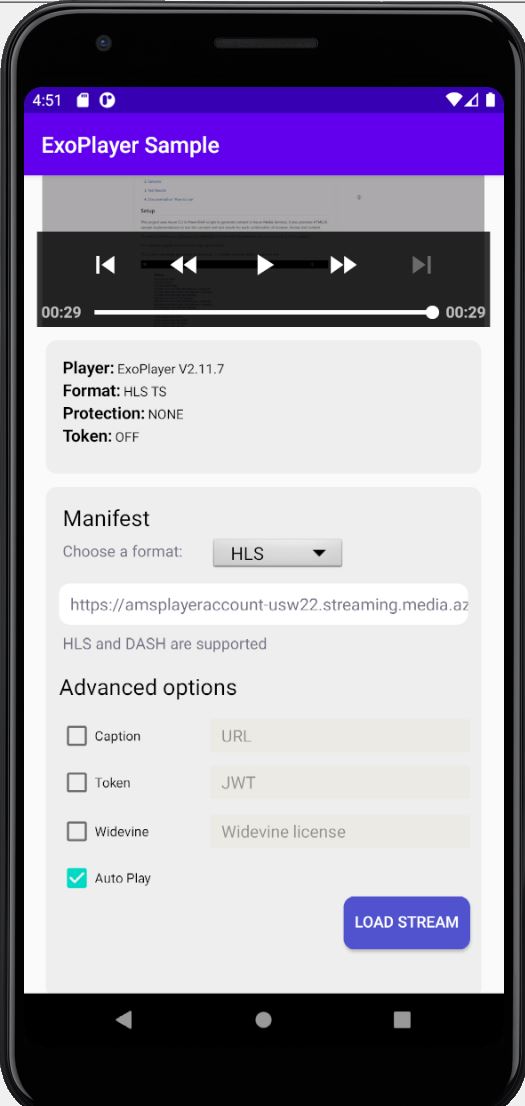 4:51
ExoPlayer Sample
Setup
00:29 00:29
Player: ExoPlayer V2.11.7
Format: HLS TS
Protection: NONE
Token: OFF
Manifest
Choose a format: HLS
https://amsplayeraccount-usw22.streaming.media.az
HLS and DASH are supported
Advanced options
Caption URL
Token JWT
Widevine Widevine license
Auto Play
LOAD STREAM